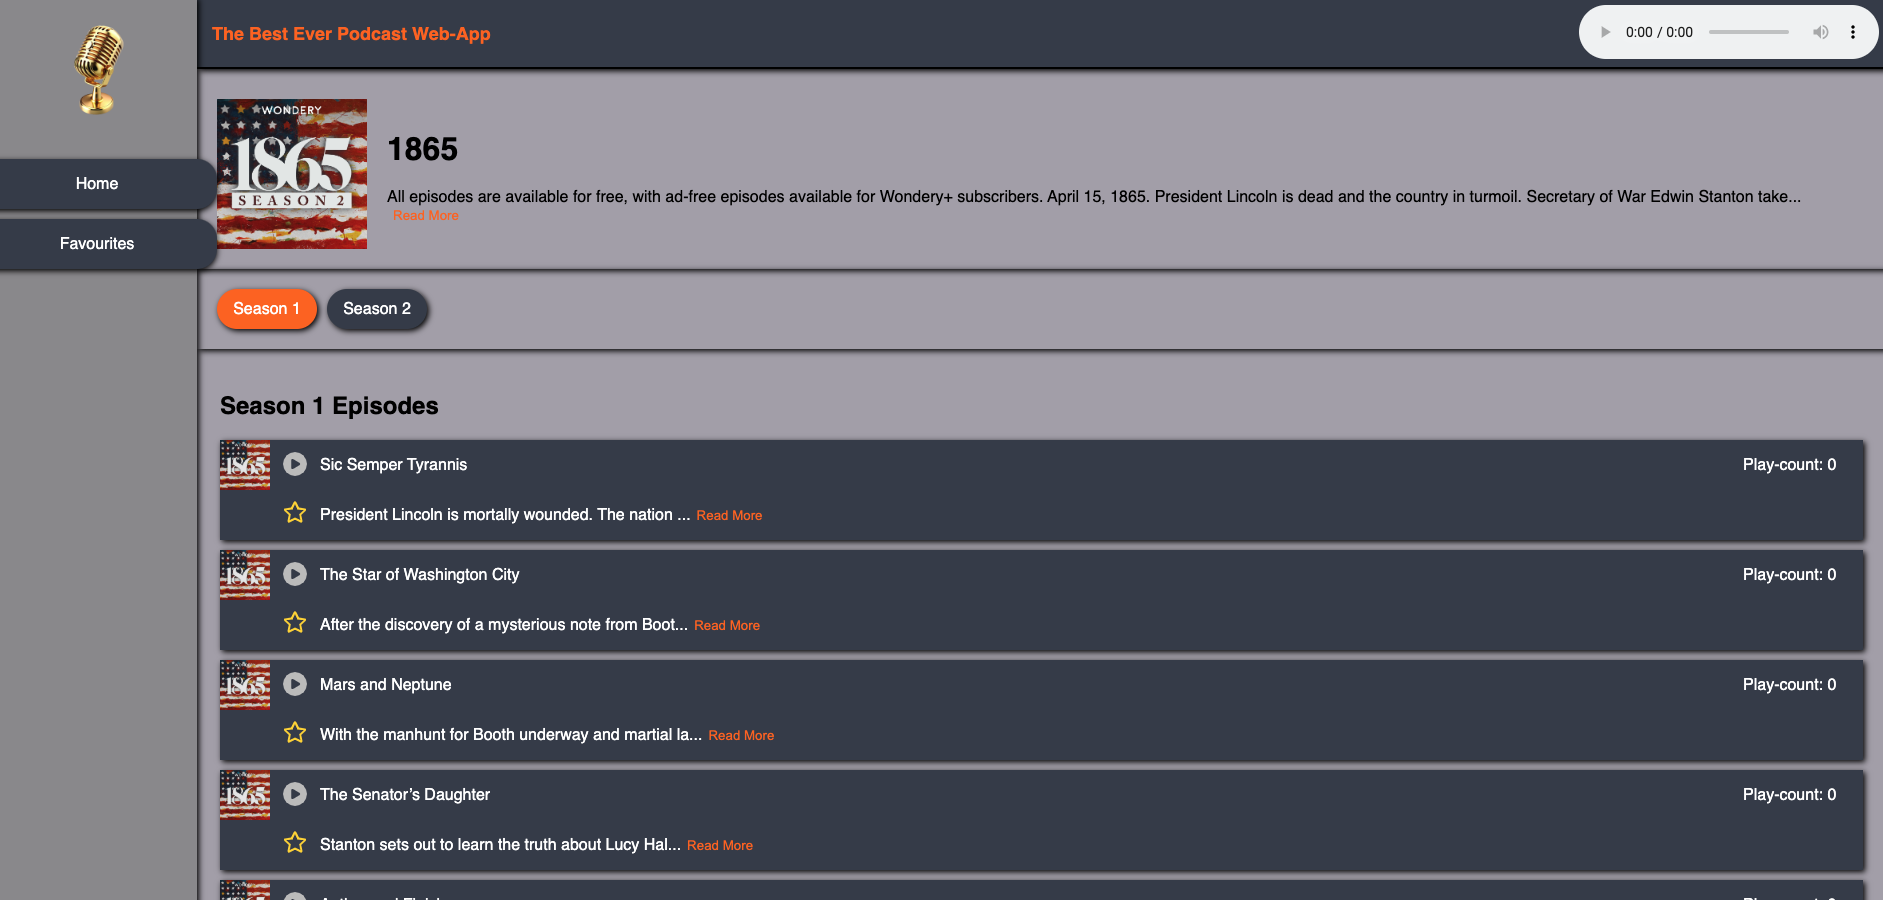 The Best Ever Podcast Web-App
0:00 / 0:00
Home
Favourites
WONDERY
1865
SEASON 2
1865
All episodes are available for free, with ad-free episodes available for Wondery+ subscribers. April 15, 1865. President Lincoln is dead and the country in turmoil. Secretary of War Edwin Stanton take...
Read More
Season 1 Season 2
Season 1 Episodes
1865
Sic Semper Tyrannis Play-count: 0
President Lincoln is mortally wounded. The nation ... Read More
1865
The Star of Washington City Play-count: 0
After the discovery of a mysterious note from Boot... Read More
1865
Mars and Neptune Play-count: 0
With the manhunt for Booth underway and martial la... Read More
1865
The Senator’s Daughter Play-count: 0
Stanton sets out to learn the truth about Lucy Hal... Read More